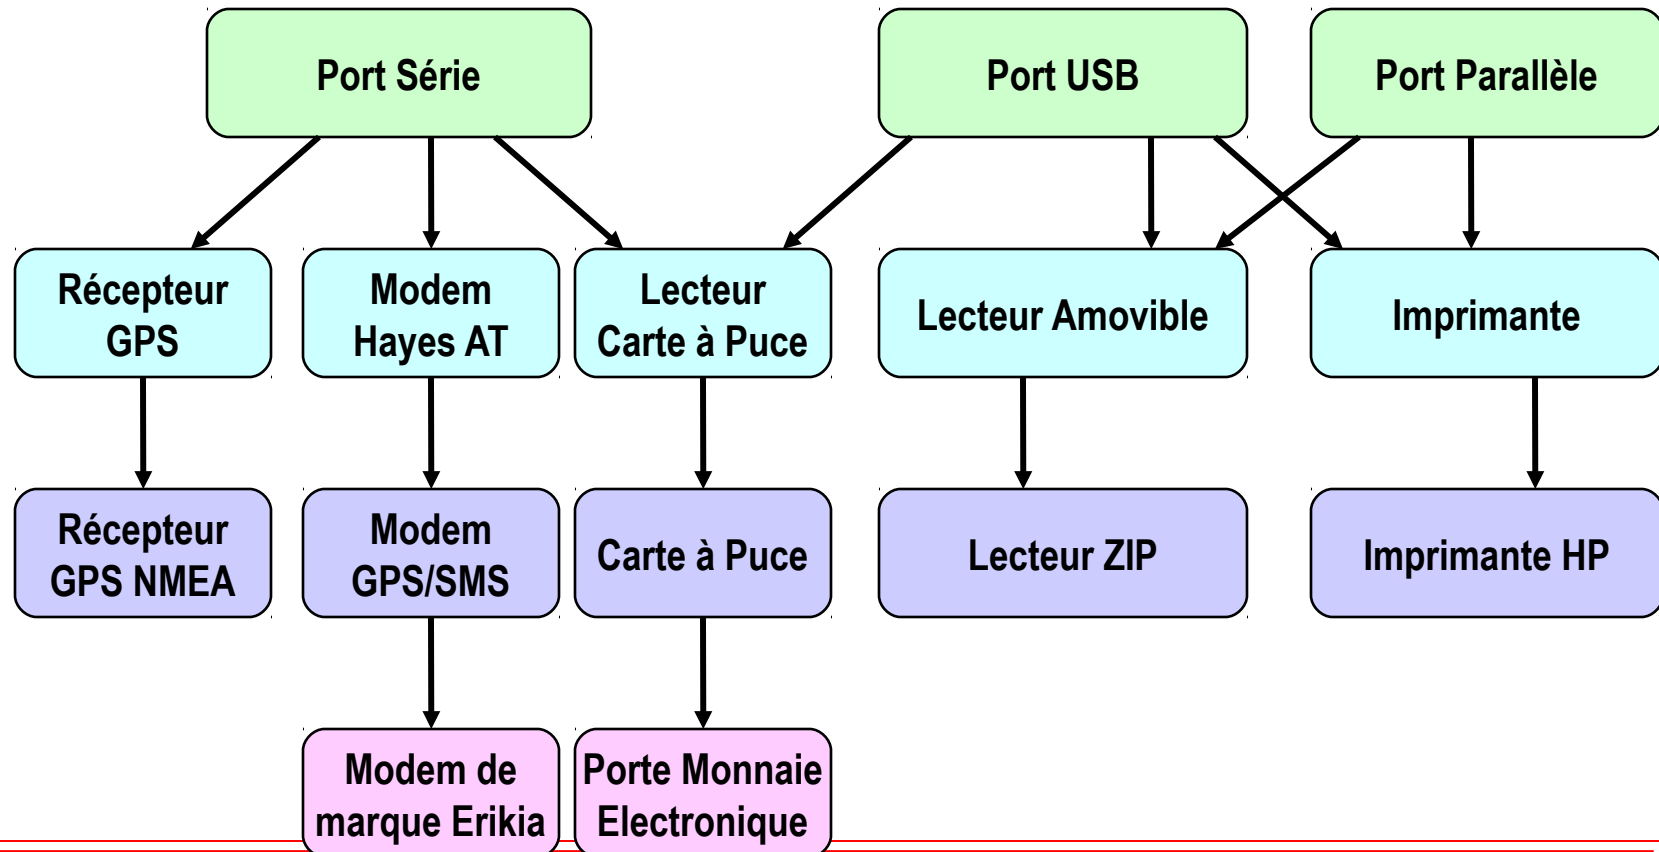 Port Série
Port USB
Port Parallèle
Récepteur
GPS
Modem
Hayes AT
Lecteur
Carte à Puce
Lecteur Amovible
Imprimante
Récepteur
GPS NMEA
Modem
GPS/SMS
Carte à Puce
Lecteur ZIP
Imprimante HP
Modem de
marque Erikia
Porte Monnaie
Electronique